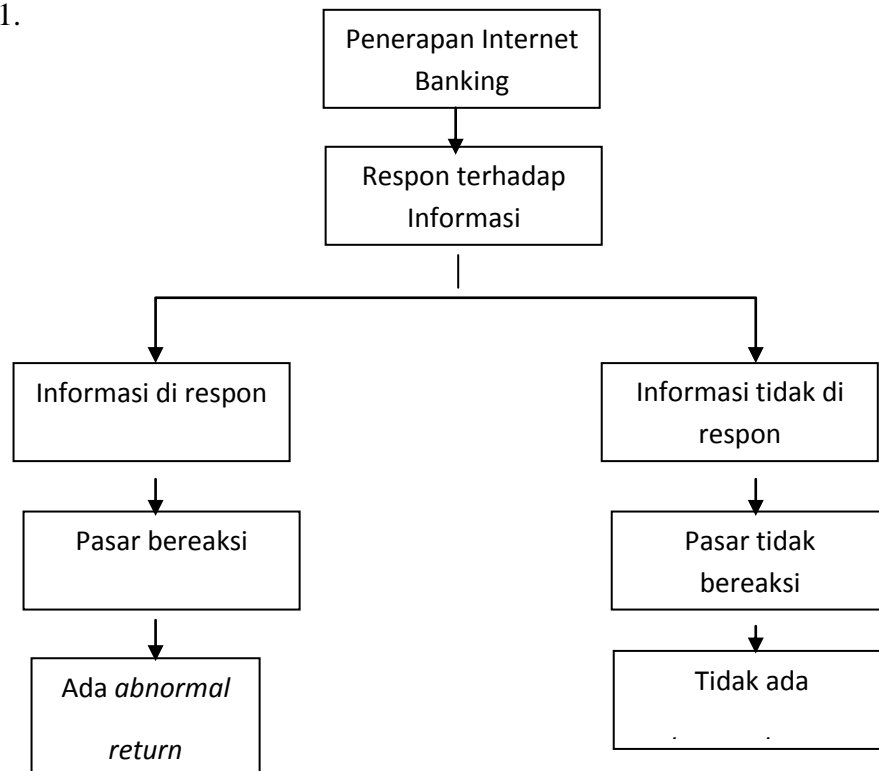 1.
Penerapan Internet
Banking
Respon terhadap
Informasi
Informasi di respon
Informasi tidak di
respon
Pasar bereaksi
Pasar tidak
bereaksi
Ada abnormal
return
Tidak ada